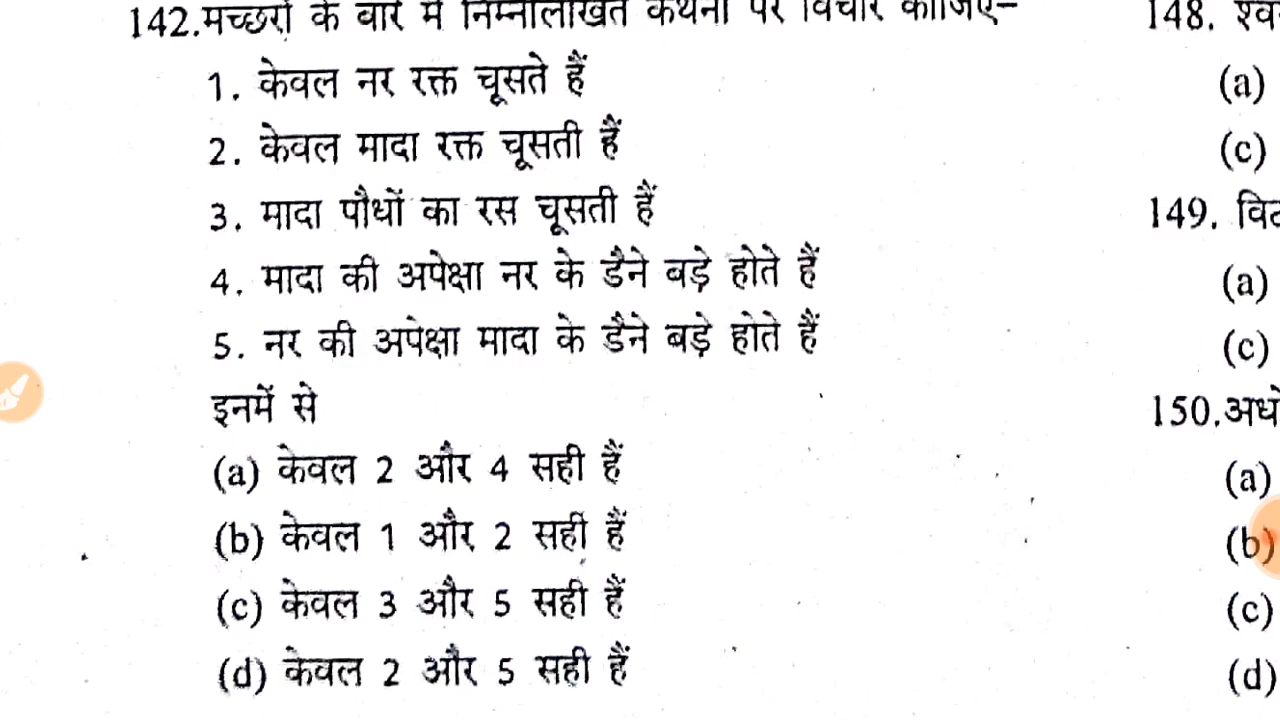 142.मच्छरों के बारे में निम्नलिखित कथनों पर विचार कीजिए–
1. केवल नर रक्त चूसते हैं
2. केवल मादा रक्त चूसती हैं
3. मादा पौधों का रस चूसती हैं
4. मादा की अपेक्षा नर के डैने बड़े होते हैं
5. नर की अपेक्षा मादा के डैने बड़े होते हैं
इनमें से
(a) केवल 2 और 4 सही हैं
(b) केवल 1 और 2 सही हैं
(c) केवल 3 और 5 सही हैं
(d) केवल 2 और 5 सही हैं
148.
(a)
(c)
149.
(a)
(c)
150.
(a)
(b)
(c)
(d)